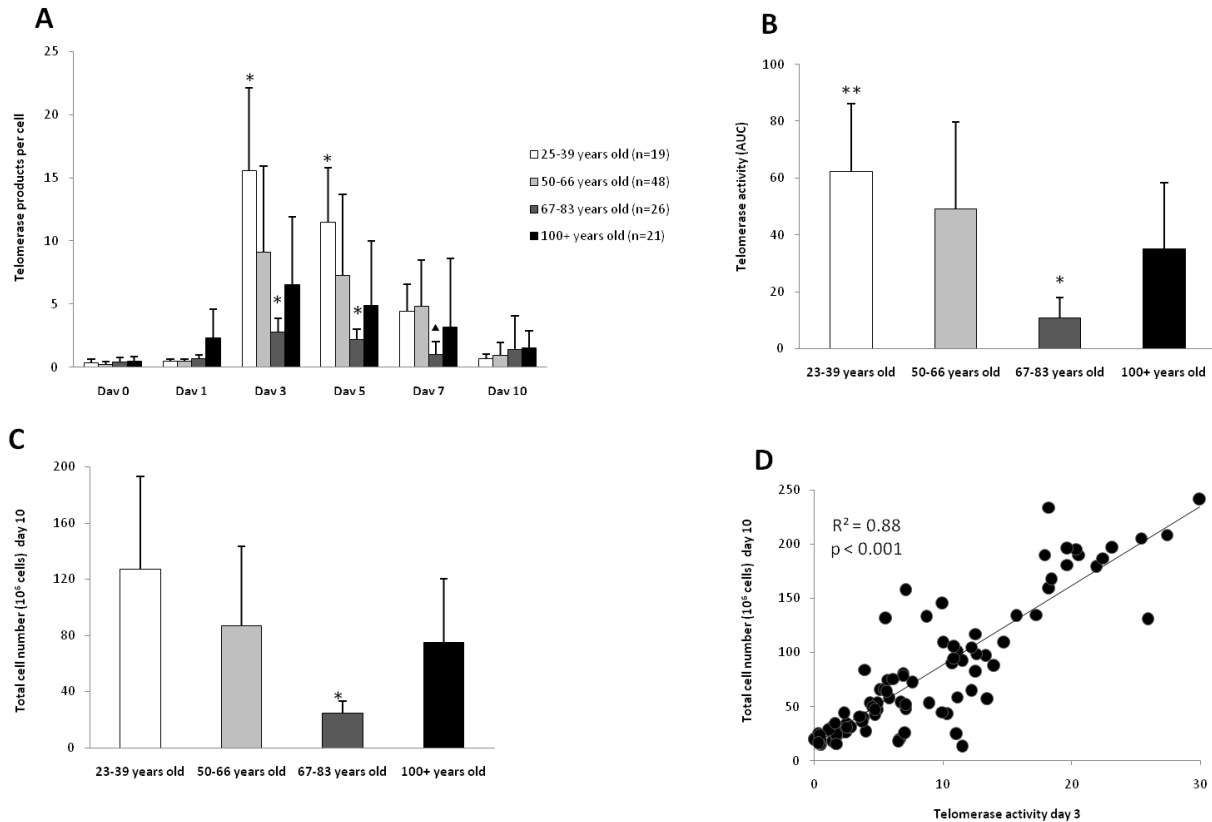 A
25
20
15
10
5
0
Telomerase products per cell
*
*
*
*
▲
Day 0 Day 1 Day 3 Day 5 Day 7 Day 10
25-39 years old (n=19)
50-66 years old (n=48)
67-83 years old (n=26)
100+ years old (n=21)
B
100
80
60
40
20
0
Telomerase activity (AUC)
**
*
23-39 years old 50-66 years old 67-83 years old 100+ years old
C
200
160
120
80
40
0
Total cell number (10⁶ cells) day 10
*
23-39 years old 50-66 years old 67-83 years old 100+ years old
D
250
200
150
100
50
0
Total cell number (10⁶ cells) day 10
R² = 0.88
p < 0.001
0 10 20 30
Telomerase activity day 3